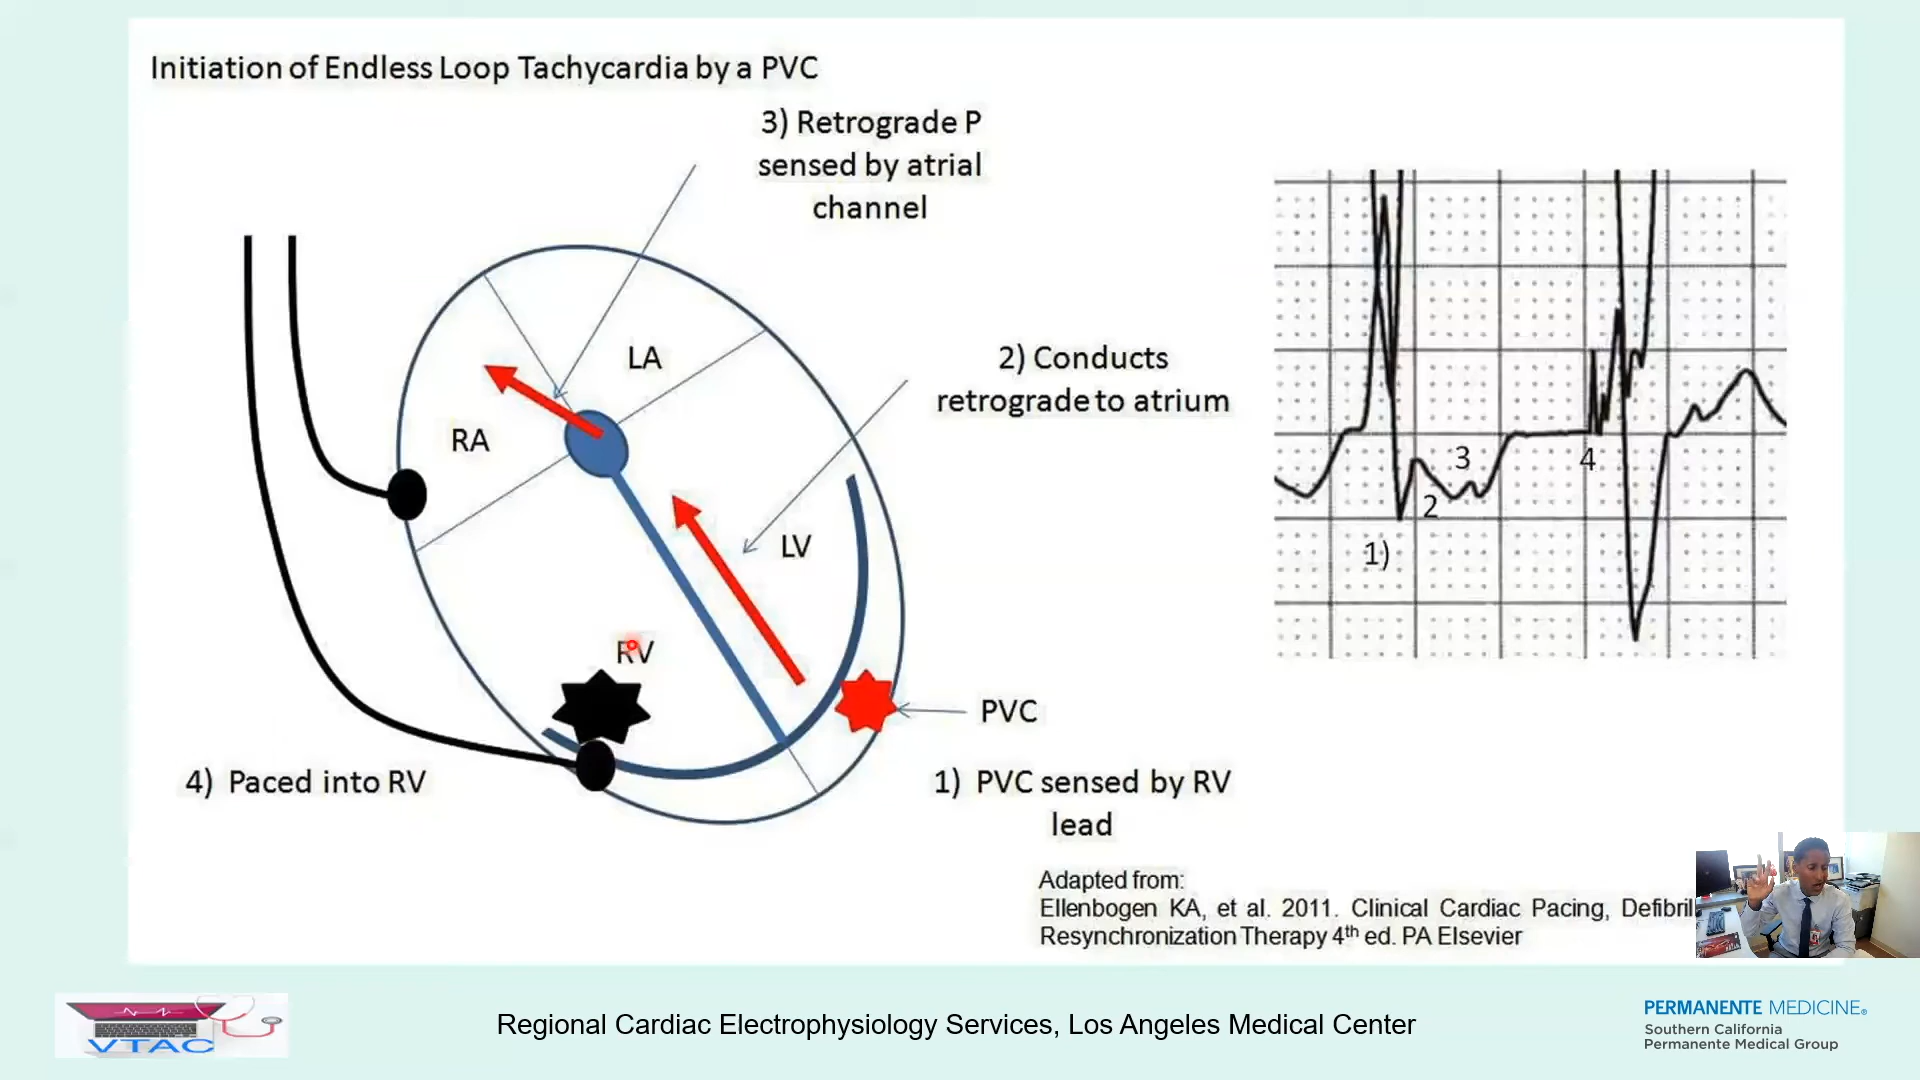 Initiation of Endless Loop Tachycardia by a PVC
3) Retrograde P
sensed by atrial
channel
LA
2) Conducts
retrograde to atrium
RA
LV
RV
PVC
4) Paced into RV
1) PVC sensed by RV
lead
3
4
2
1)
Adapted from:
Ellenbogen KA, et al. 2011. Clinical Cardiac Pacing,
Resynchronization Therapy 4th ed. PA Elsevier
VTAC
Regional Cardiac Electrophysiology Services, Los Angeles Medical Center
PERMANENTE MEDICINE®
Southern California
Permanente Medical Group